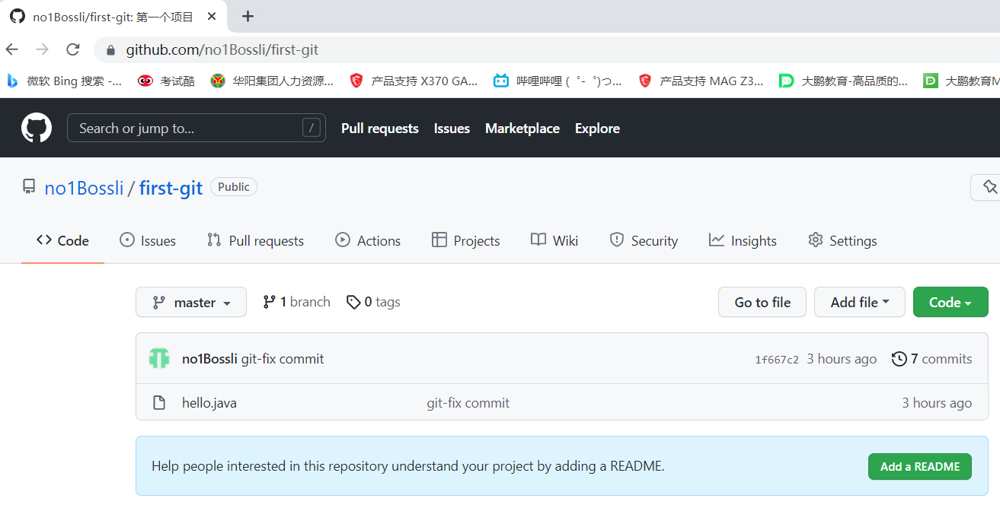 no1Bossli/first-git: 第一个项目
github.com/no1Bossli/first-git
微软 Bing 搜索 -... 考试酷 华阳集团人力资源... 产品支持 X370 GA... 哔哩哔哩 ( ゜- ゜)つ... 产品支持 MAG Z3... 大鹏教育-高品质的... 大鹏教育M
Search or jump to... / Pull requests Issues Marketplace Explore
no1Bossli / first-git Public
Code Issues Pull requests Actions Projects Wiki Security Insights Settings
master 1 branch 0 tags Go to file Add file Code
no1Bossli git-fix commit 1f667c2 3 hours ago 7 commits
hello.java git-fix commit 3 hours ago
Help people interested in this repository understand your project by adding a README. Add a README